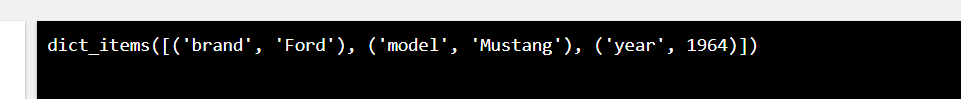 dict_items([('brand', 'Ford'), ('model', 'Mustang'), ('year', 1964)])